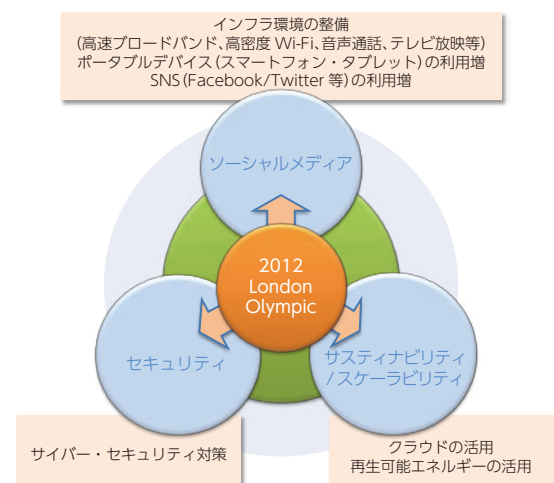 インフラ環境の整備
(高速ブロードバンド、高密度 Wi-Fi、音声通話、テレビ放映等)
ポータブルデバイス(スマートフォン・タブレット)の利用増
SNS(Facebook/Twitter 等)の利用増
ソーシャルメディア
2012
London
Olympic
セキュリティ
サスティナビリティ
/スケーラビリティ
サイバー・セキュリティ対策
クラウドの活用
再生可能エネルギーの活用